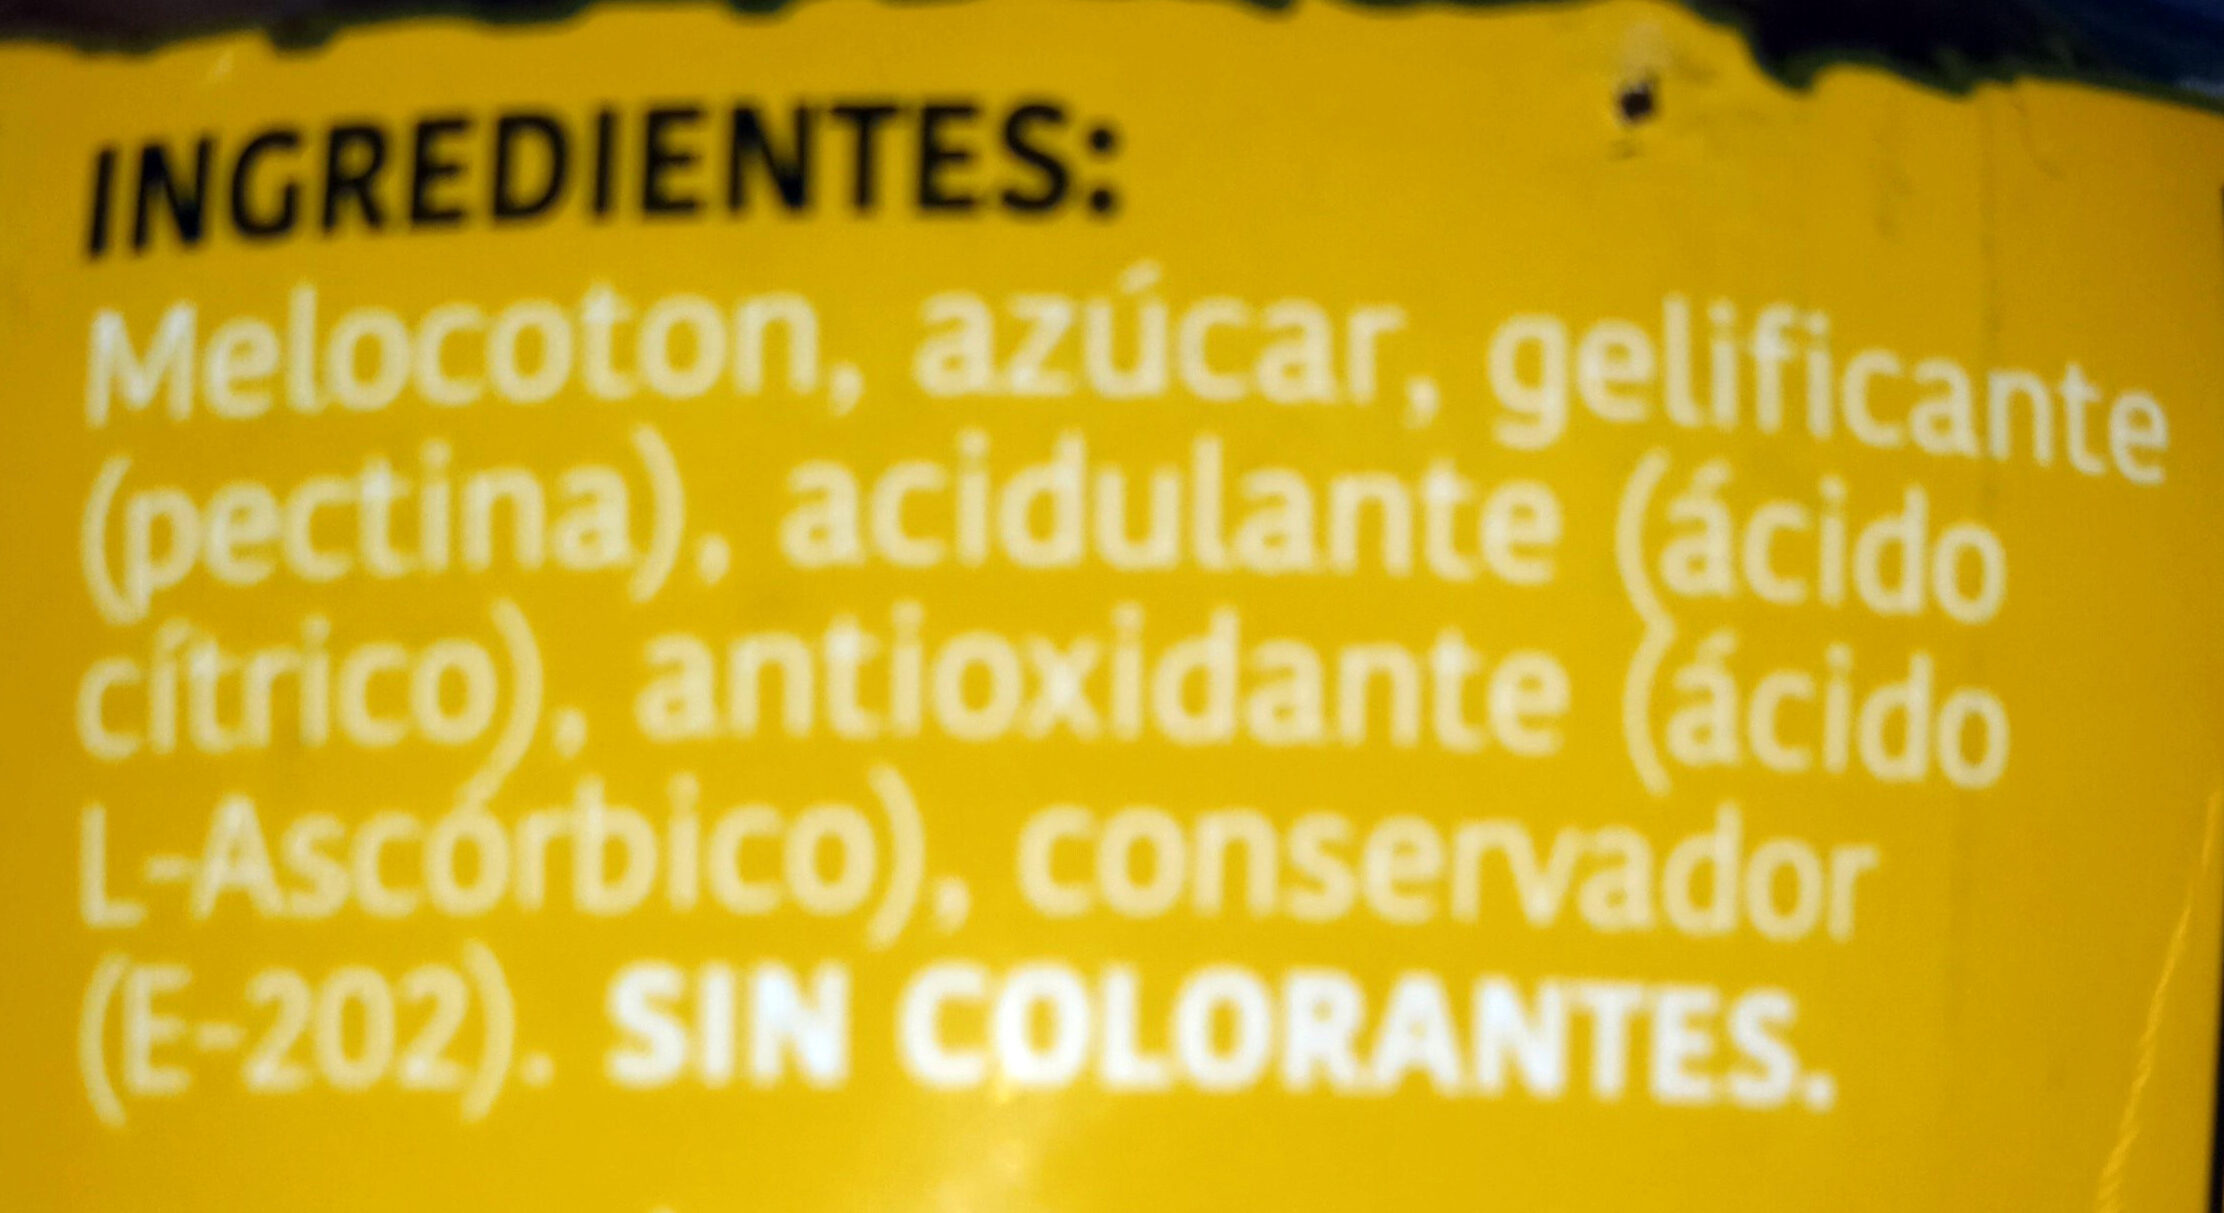 INGREDIENTES:
Melocoton, azúcar, gelificante
(pectina), acidulante (ácido
cítrico), antioxidante (ácido
L-Ascórbico), conservador
(E-202). SIN COLORANTES.